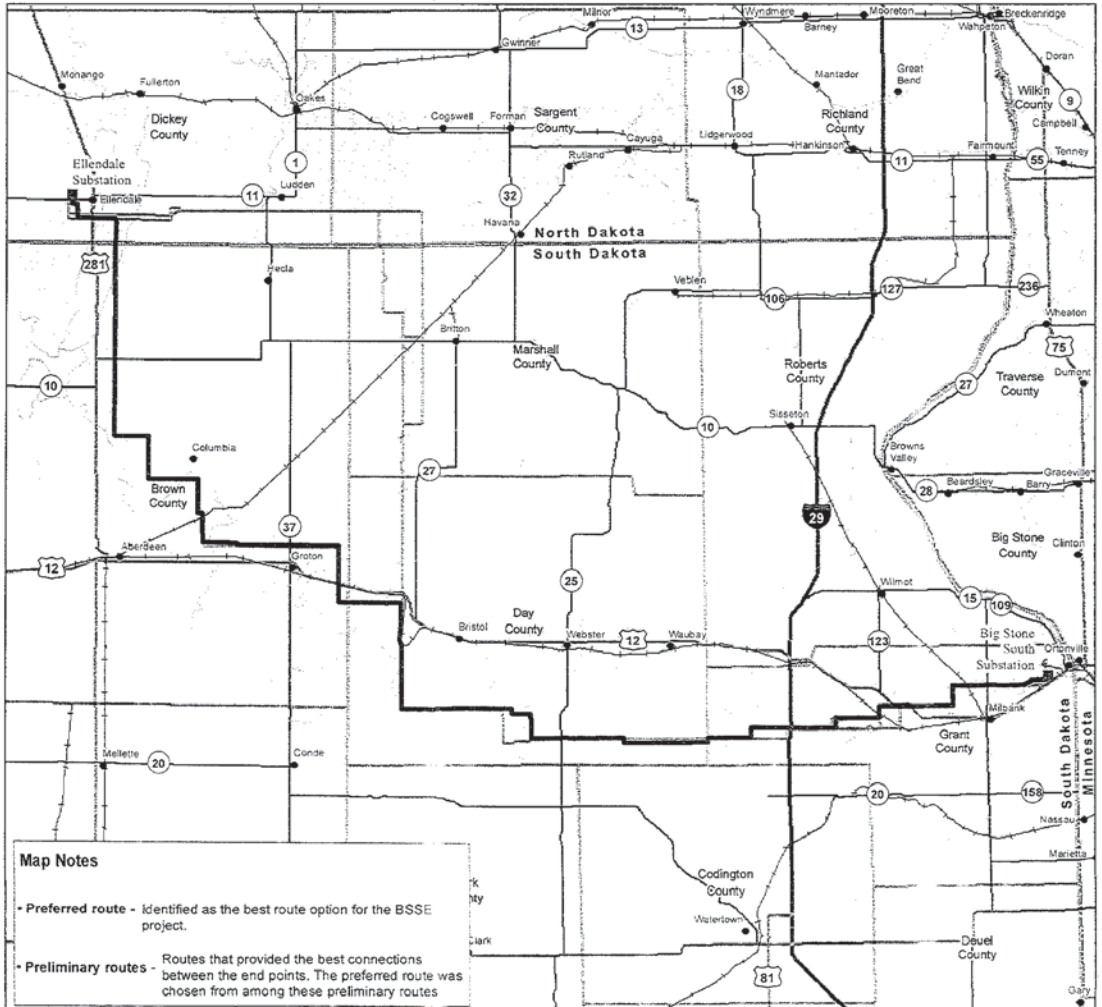 Milnor
Wyndmere
Mooreton
Breckenridge
13
Barney
Wahpeton
Gwinner
Doran
Monango
Fullerton
Mantador
Great
Bend
18
Wilkin
County
9
Oakes
Dickey
County
Cogswell
Forman
Sargent
County
Richland
County
Campbell
Cayuga
Lidgerwood
Hankinson
Fairmount
Ellendale
Substation
1
Rutland
11
55
Tenney
11
Ludden
32
Ellendale
Havana
North Dakota
South Dakota
281
Hecla
Veblen
106
127
236
Britton
Wheaton
Marshall
County
Roberts
County
75
Traverse
County
Dumont
10
27
Sisseton
10
Columbia
27
Browns
Valley
Graceville
Brown
County
28
Beardsley
Barry
29
37
Aberdeen
Big Stone
County
Clinton
12
Groton
25
Wilmot
15
109
Day
County
Bristol
Webster
12
Waubay
123
Big Stone
South
Substation
Ortonville
Milbank
Grant
County
South Dakota
Minnesota
Mellette
20
Conde
20
158
Nassau
Marietta
Map Notes
Codington
County
rk
nty
• Preferred route - Identified as the best route option for the BSSE
project.
Watertown
Clark
Deuel
County
• Preliminary routes - Routes that provided the best connections
between the end points. The preferred route was
chosen from among these preliminary routes
81
Gary